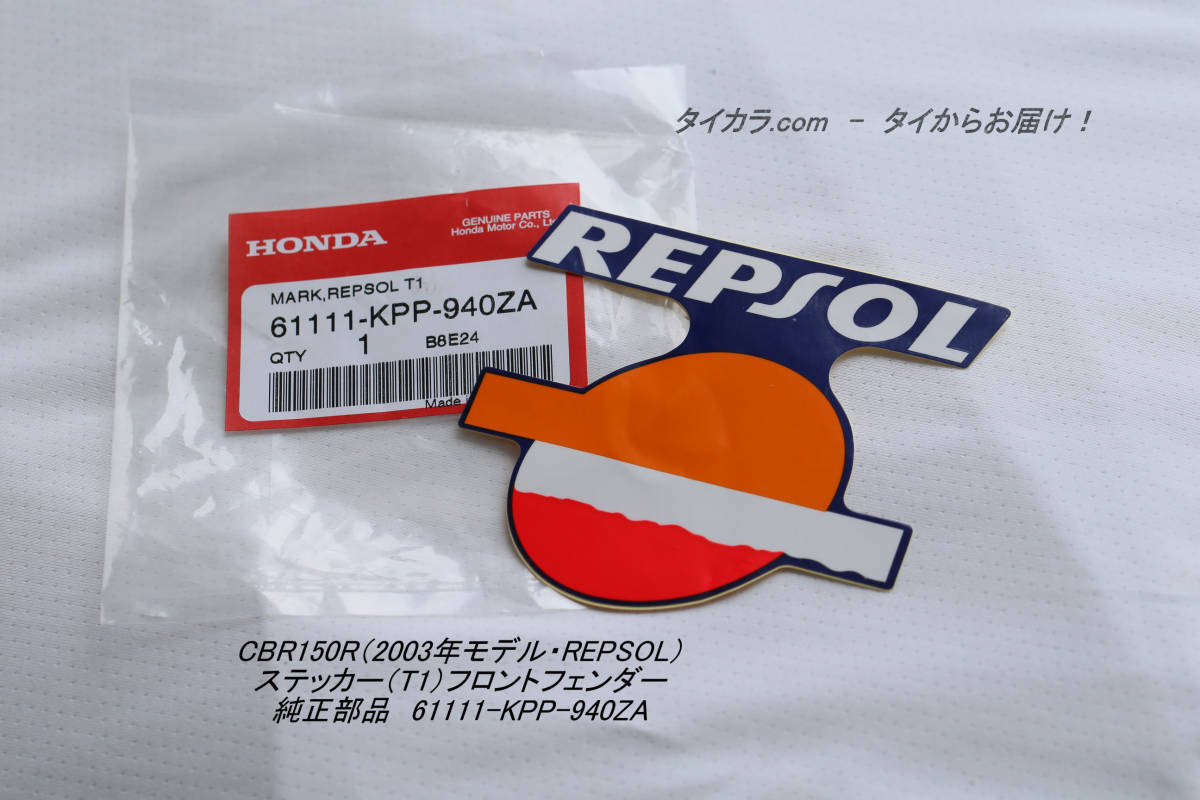 タイカラ.com － タイからお届け！
HONDA
GENUINE PARTS
Honda Motor Co.,
MARK,REPSOL T1
61111-KPP-940ZA
QTY 1 B8E24
Made
REPSOL
CBR150R（2003年モデル・REPSOL）
ステッカー（T1）フロントフェンダー
純正部品 61111-KPP-940ZA